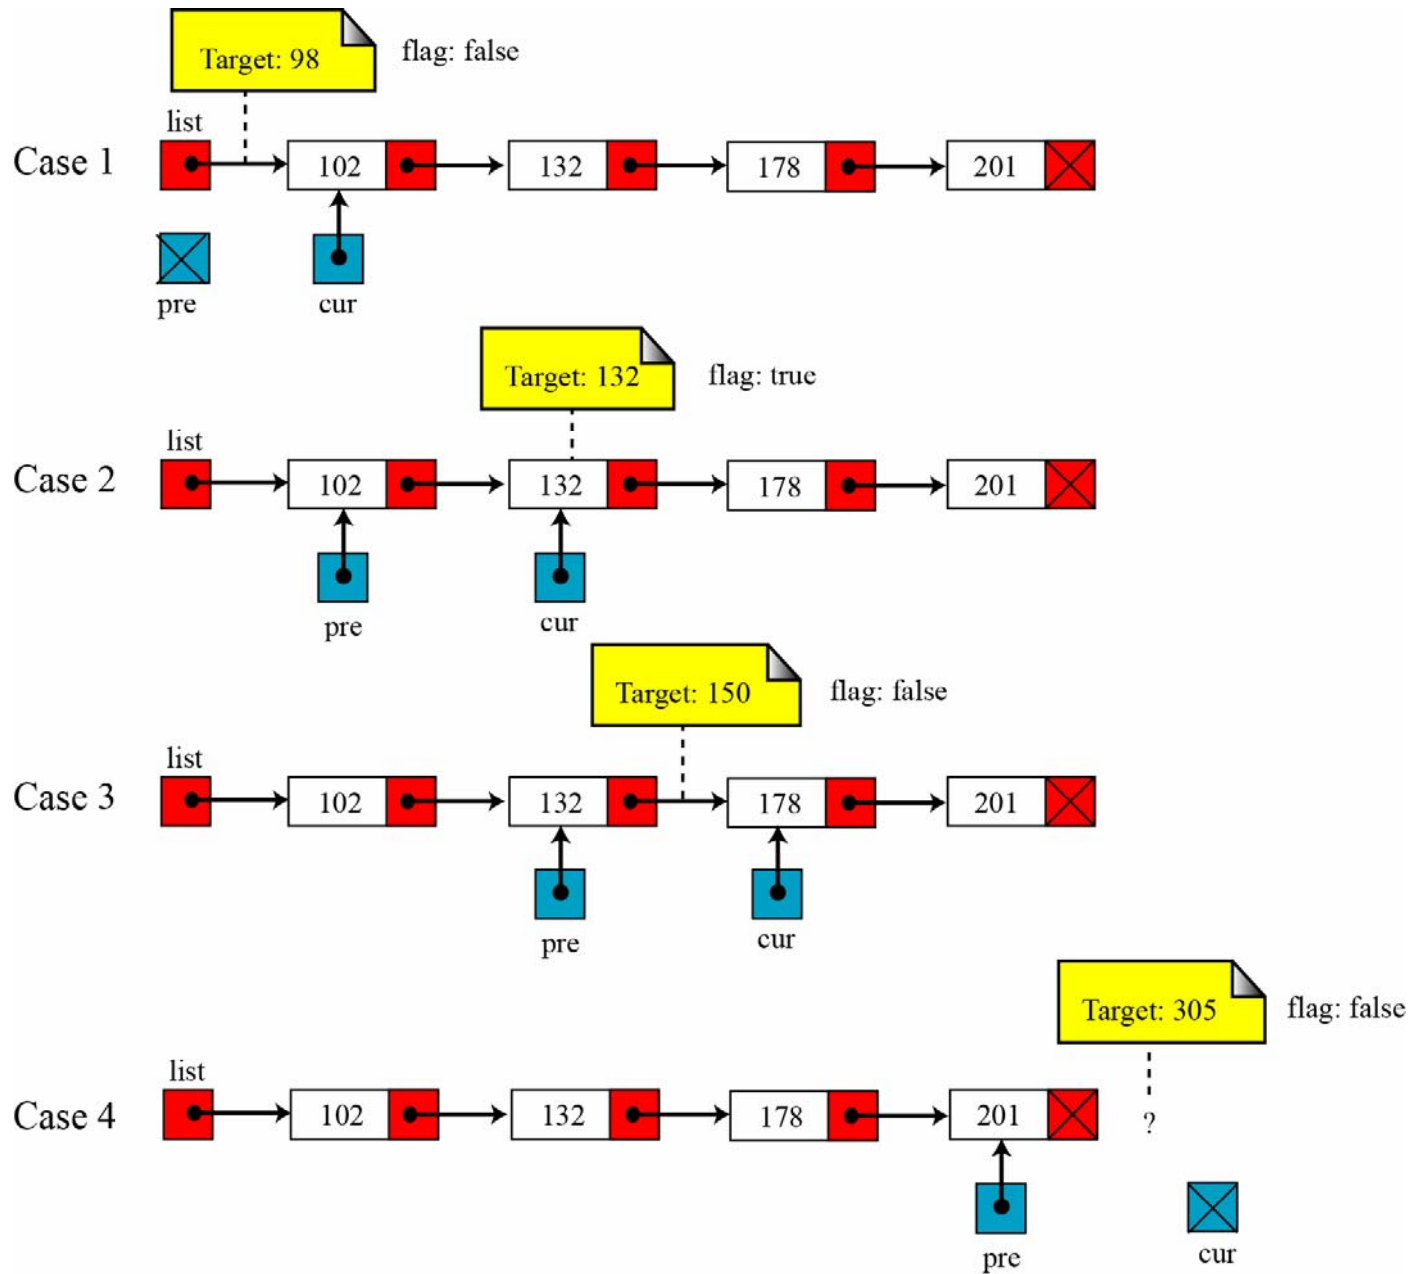 Target: 98
flag: false
list
Case 1
102
132
178
201
pre
cur
Target: 132
flag: true
list
Case 2
102
132
178
201
pre
cur
Target: 150
flag: false
list
Case 3
102
132
178
201
pre
cur
Target: 305
flag: false
list
Case 4
102
132
178
201
?
pre
cur